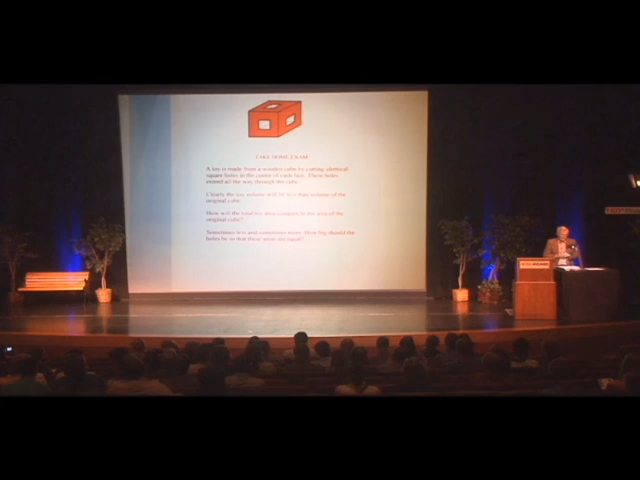 TAKE HOME EXAM
A toy is made from a wooden cube by cutting identical
square holes in the center of each face. These holes
extend all the way through the cube.
Clearly the toy volume will be less than volume of the
original cube.
How will the total toy area compare to the area of the
original cube?
Sometimes less and sometimes more. How big should the
holes be so that these areas are equal?